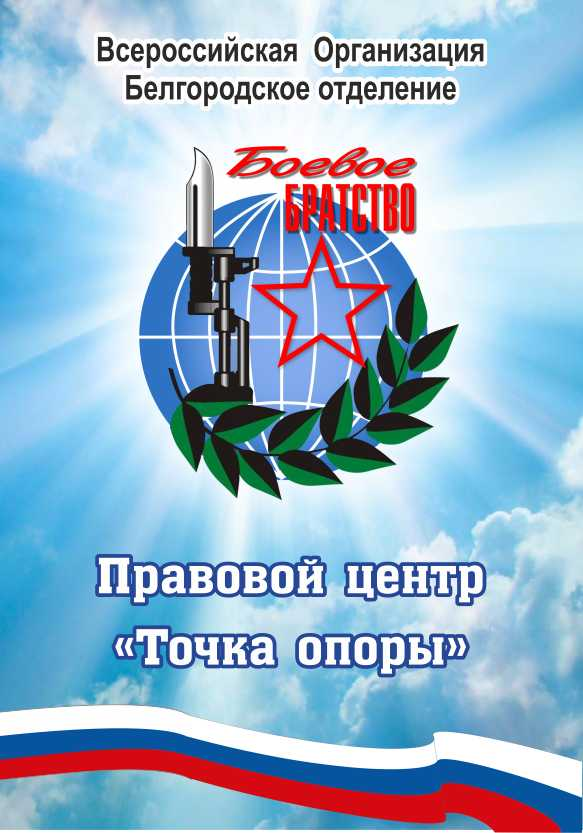 Всероссийская Организация
Белгородское отделение
Боевое
БРАТСТВО
Правовой центр
«Точка опоры»